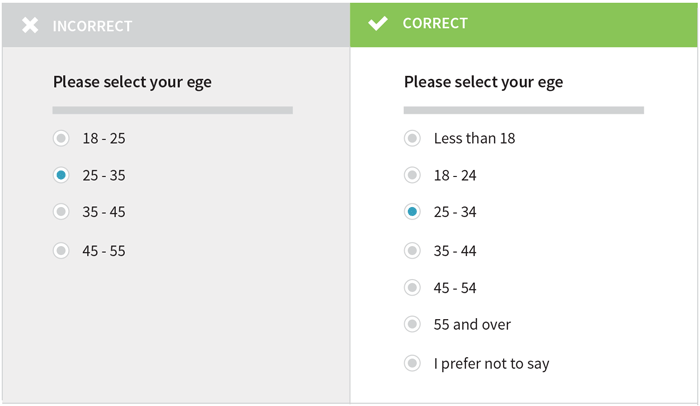 INCORRECT
Please select your ege
18 - 25
25 - 35
35 - 45
45 - 55
CORRECT
Please select your ege
Less than 18
18 - 24
25 - 34
35 - 44
45 - 54
55 and over
I prefer not to say